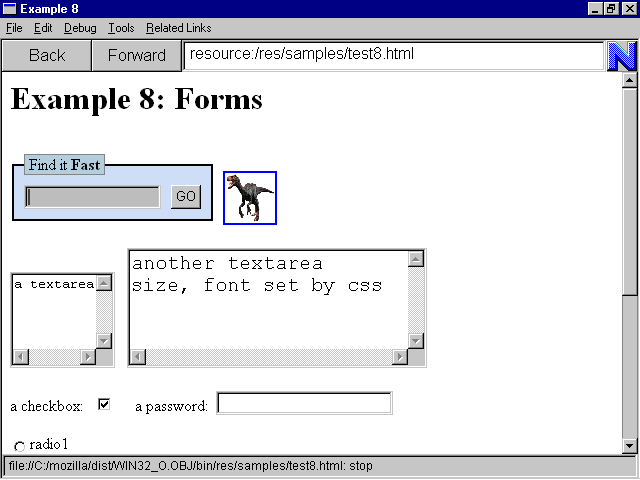 Example 8
File Edit Debug Tools Related Links
Back Forward resource:/res/samples/test8.html N
Example 8: Forms
Find it Fast
GO
another textarea
size, font set by css
a textarea
a checkbox: a password:
radio1
file://C:/mozilla/dist/WIN32_O.OBJ/bin/res/samples/test8.html: stop